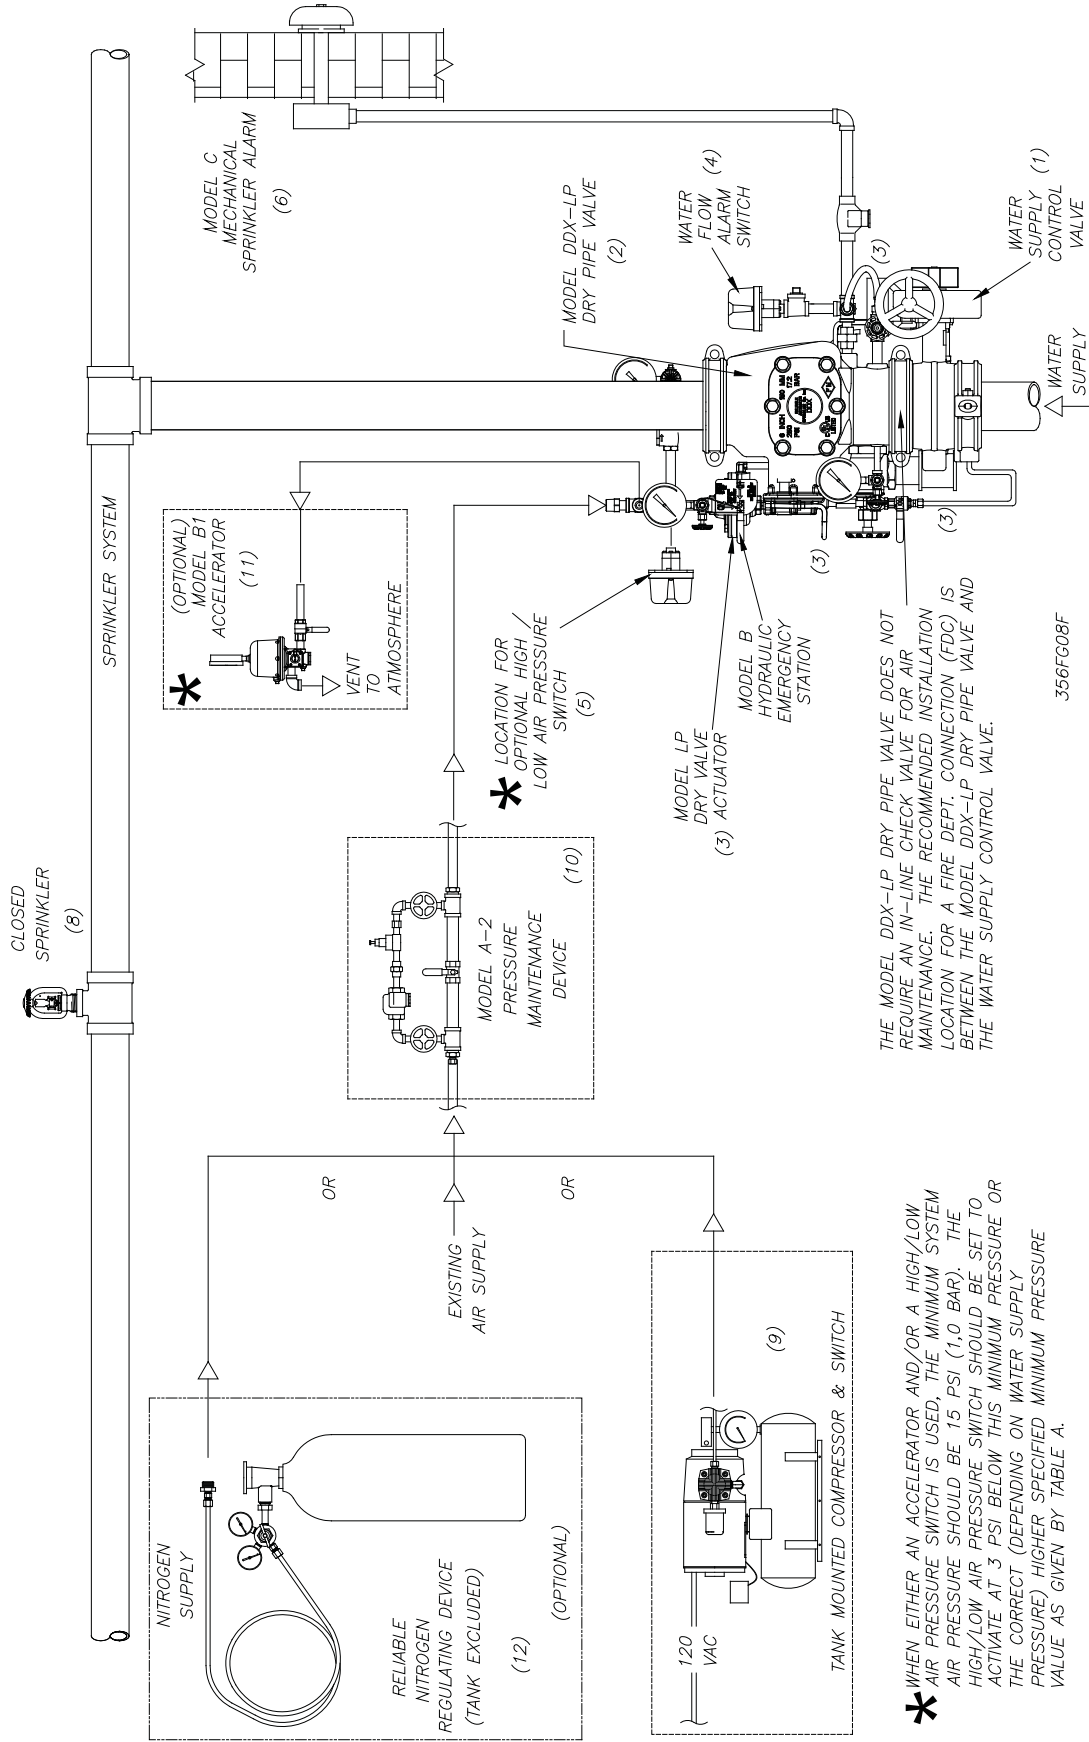 CLOSED
SPRINKLER
(8)
SPRINKLER SYSTEM
MODEL C
MECHANICAL
SPRINKLER ALARM
(6)
NITROGEN
SUPPLY
RELIABLE
NITROGEN
REGULATING DEVICE
(TANK EXCLUDED)
(12)
(OPTIONAL)
OR
EXISTING
AIR SUPPLY
OR
120
VAC
(9)
TANK MOUNTED COMPRESSOR & SWITCH
MODEL A-2
PRESSURE
MAINTENANCE
DEVICE
(10)
*
(OPTIONAL)
MODEL B1
ACCELERATOR
(11)
VENT
TO
ATMOSPHERE
* LOCATION FOR
OPTIONAL HIGH /
LOW AIR PRESSURE
SWITCH
(5)
MODEL LP
DRY VALVE
ACTUATOR
(3)
MODEL B
HYDRAULIC
EMERGENCY
STATION
(3)
(3)
(3)
MODEL DDX-LP
DRY PIPE VALVE
(2)
WATER
FLOW
ALARM
SWITCH
(4)
WATER
SUPPLY
CONTROL
VALVE
(1)
WATER
SUPPLY
DDX
THE MODEL DDX-LP DRY PIPE VALVE DOES NOT
REQUIRE AN IN-LINE CHECK VALVE FOR AIR
MAINTENANCE. THE RECOMMENDED INSTALLATION
LOCATION FOR A FIRE DEPT. CONNECTION (FDC) IS
BETWEEN THE MODEL DDX-LP DRY PIPE VALVE AND
THE WATER SUPPLY CONTROL VALVE.
* WHEN EITHER AN ACCELERATOR AND/OR A HIGH/LOW
AIR PRESSURE SWITCH IS USED, THE MINIMUM SYSTEM
AIR PRESSURE SHOULD BE 15 PSI (1,0 BAR). THE
HIGH/LOW AIR PRESSURE SWITCH SHOULD BE SET TO
ACTIVATE AT 3 PSI BELOW THIS MINIMUM PRESSURE OR
THE CORRECT (DEPENDING ON WATER SUPPLY
PRESSURE) HIGHER SPECIFIED MINIMUM PRESSURE
VALUE AS GIVEN BY TABLE A.
356FG08F